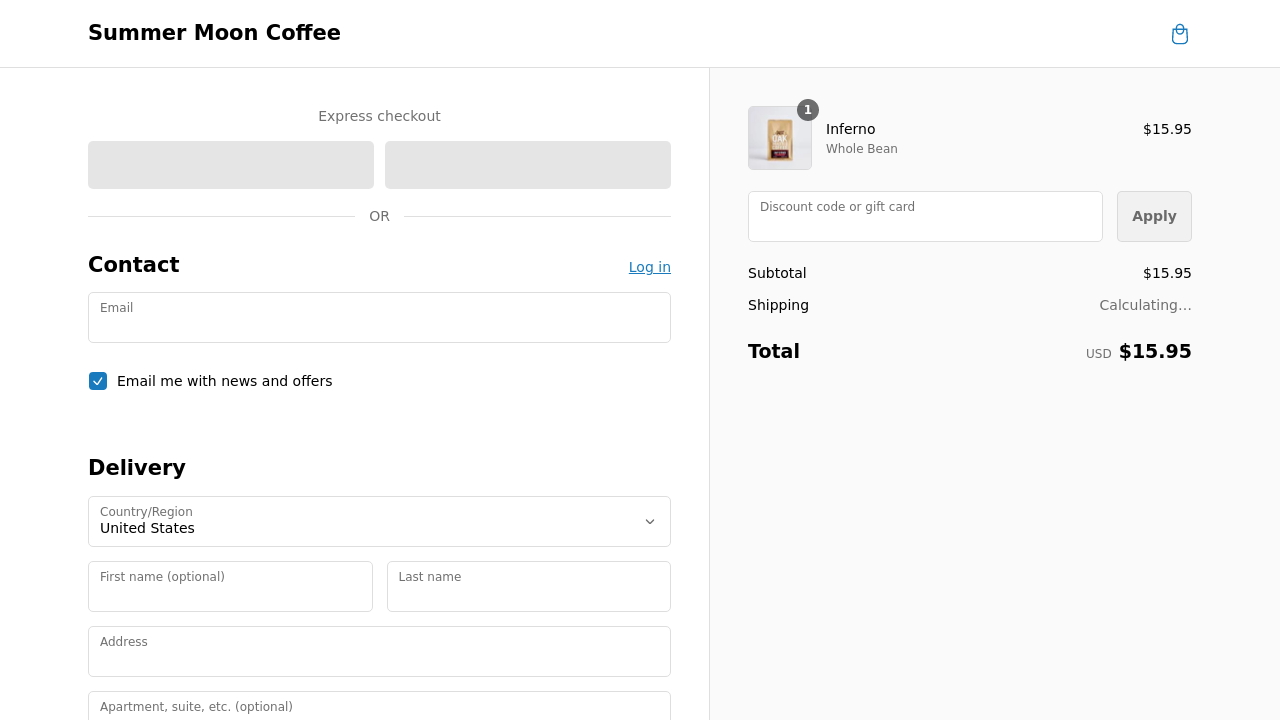 Summer Moon Coffee
Express checkout
OR
Contact
Log in
Email
Email me with news and offers
Delivery
Country/Region
United States
First name (optional)
Last name
Address
Apartment, suite, etc. (optional)
1
Inferno
$15.95
Whole Bean
Discount code or gift card
Apply
Subtotal
$15.95
Shipping
Calculating...
Total
USD $15.95